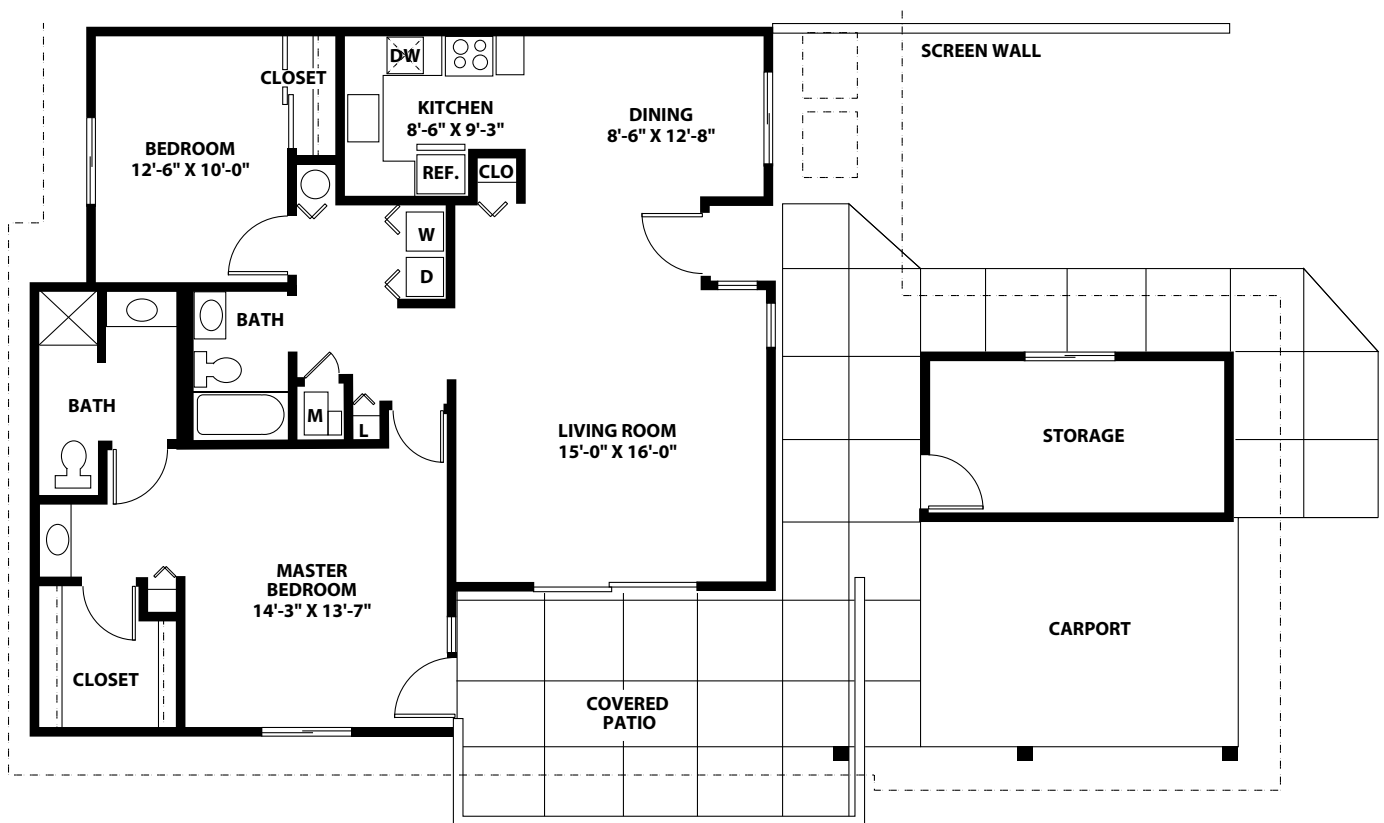 SCREEN WALL
CLOSET
DW
KITCHEN
8'-6" X 9'-3"
DINING
8'-6" X 12'-8"
BEDROOM
12'-6" X 10'-0"
REF.
CLO
W
D
BATH
BATH
M
L
LIVING ROOM
15'-0" X 16'-0"
STORAGE
MASTER
BEDROOM
14'-3" X 13'-7"
CARPORT
CLOSET
COVERED
PATIO